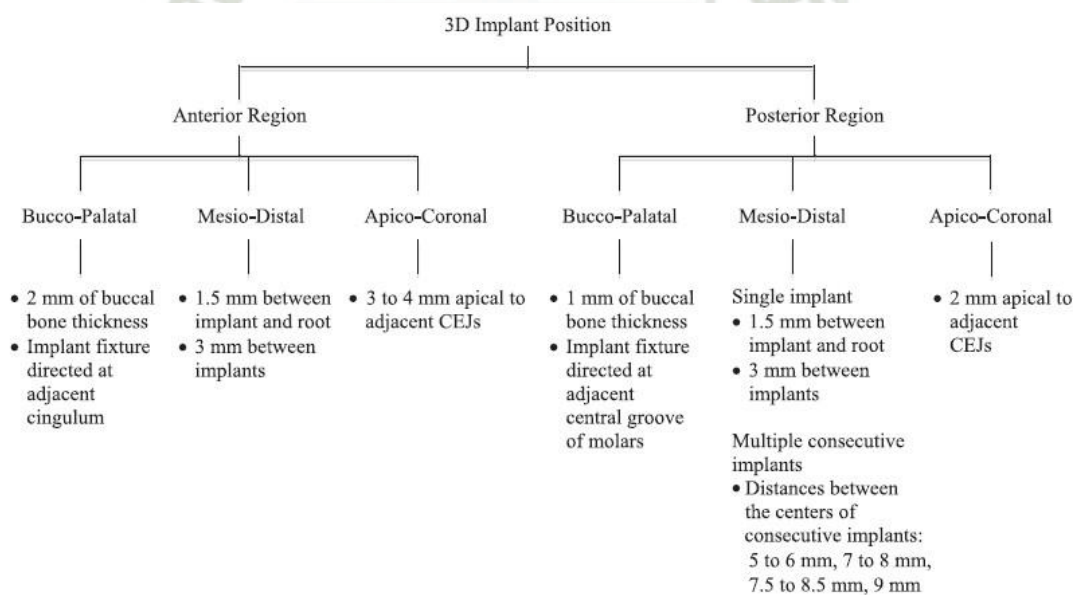 3D Implant Position
Anterior Region
Bucco-Palatal
• 2 mm of buccal
bone thickness
• Implant fixture
directed at
adjacent
cingulum
Mesio-Distal
• 1.5 mm between
implant and root
• 3 mm between
implants
Apico-Coronal
• 3 to 4 mm apical to
adjacent CEJs
Posterior Region
Bucco-Palatal
• 1 mm of buccal
bone thickness
• Implant fixture
directed at
adjacent
central groove
of molars
Mesio-Distal
Single implant
• 1.5 mm between
implant and root
• 3 mm between
implants
Multiple consecutive
implants
• Distances between
the centers of
consecutive implants:
5 to 6 mm, 7 to 8 mm,
7.5 to 8.5 mm, 9 mm
Apico-Coronal
• 2 mm apical to
adjacent
CEJs